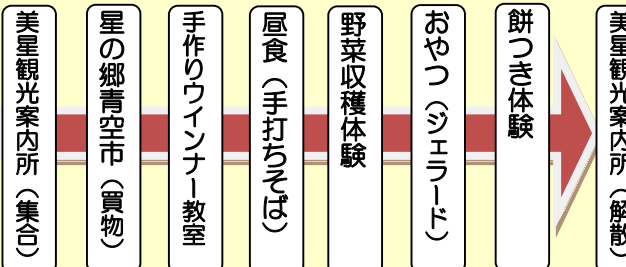 美星観光案内所（集合）
星の郷青空市（買物）
手作りウインナー教室
昼食（手打ちそば）
野菜収穫体験
おやつ（ジェラード）
餅つき体験
美星観光案内所（解散）